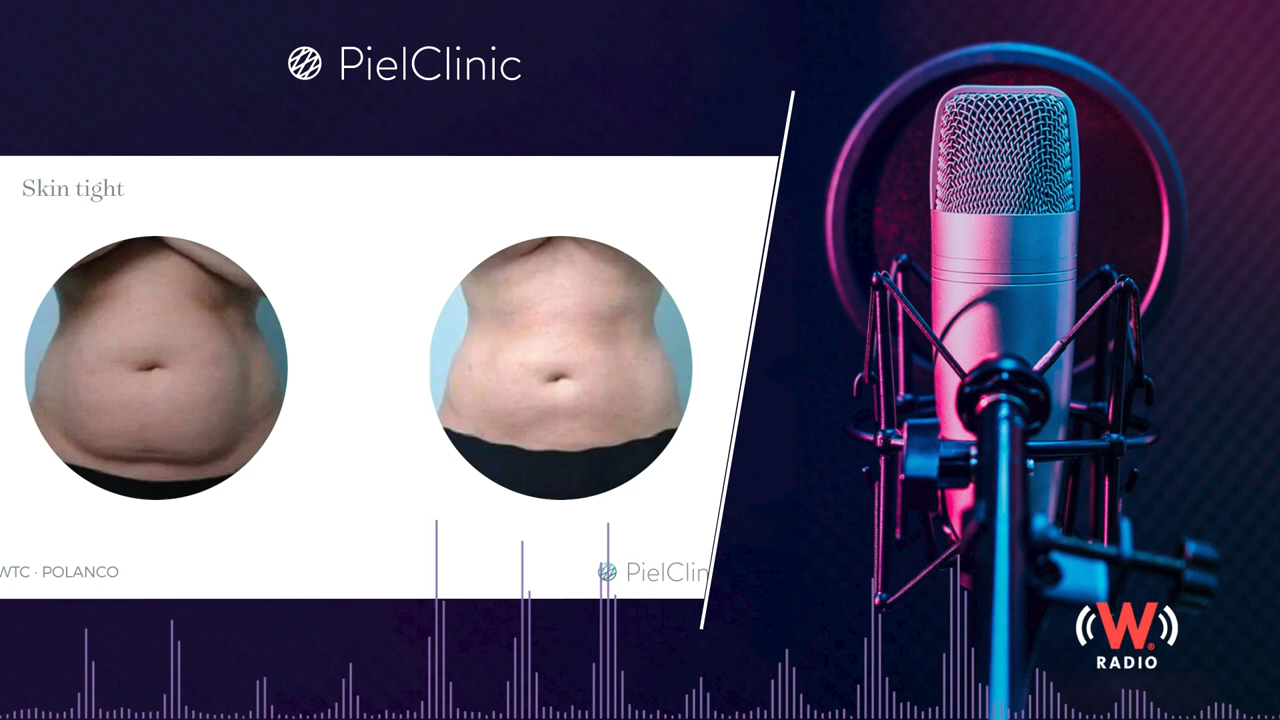 PielClinic
Skin tight
WTC · POLANCO
PielClin
W
RADIO